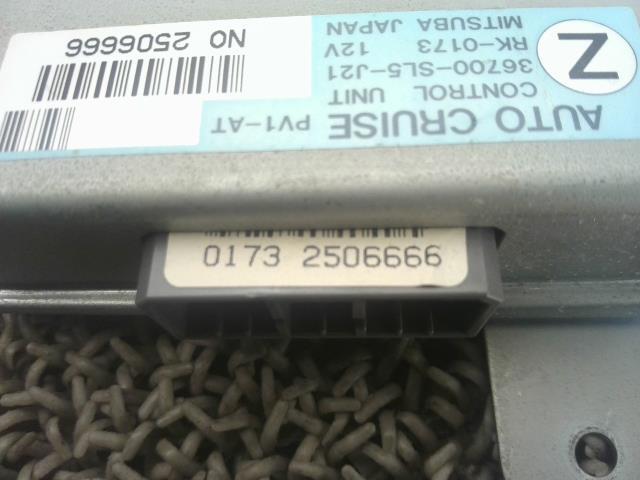 AUTO CRUISE PV1-AT
CONTROL UNIT
36700-SL5-J21
RK-0173 12V
MITSUBA JAPAN
Z
NO 2506666
0173 2506666